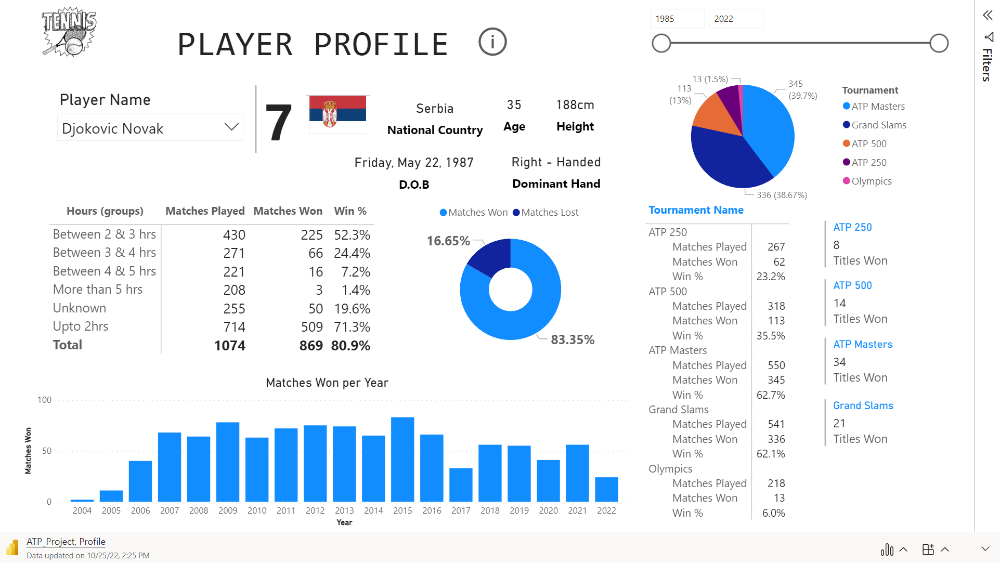 TENNIS
PLAYER PROFILE
i
1985
2022
Filters
Player Name
Djokovic Novak
7
Serbia
National Country
35
Age
188cm
Height
Friday, May 22, 1987
D.O.B
Right - Handed
Dominant Hand
13 (1.5%)
113
(13%)
345
(39.7%)
336 (38.67%)
Tournament
ATP Masters
Grand Slams
ATP 500
ATP 250
Olympics
Hours (groups) Matches Played Matches Won Win %
Between 2 & 3 hrs 430 225 52.3%
Between 3 & 4 hrs 271 66 24.4%
Between 4 & 5 hrs 221 16 7.2%
More than 5 hrs 208 3 1.4%
Unknown 255 50 19.6%
Upto 2hrs 714 509 71.3%
Total 1074 869 80.9%
Matches Won Matches Lost
16.65%
83.35%
Tournament Name
ATP 250
Matches Played 267
Matches Won 62
Win % 23.2%
ATP 500
Matches Played 318
Matches Won 113
Win % 35.5%
ATP Masters
Matches Played 550
Matches Won 345
Win % 62.7%
Grand Slams
Matches Played 541
Matches Won 336
Win % 62.1%
Olympics
Matches Played 218
Matches Won 13
Win % 6.0%
ATP 250
8
Titles Won
ATP 500
14
Titles Won
ATP Masters
34
Titles Won
Grand Slams
21
Titles Won
Matches Won per Year
Matches Won
100
50
0
2004 2005 2006 2007 2008 2009 2010 2011 2012 2013 2014 2015 2016 2017 2018 2019 2020 2021 2022
Year
ATP_Project, Profile
Data updated on 10/25/22, 2:25 PM